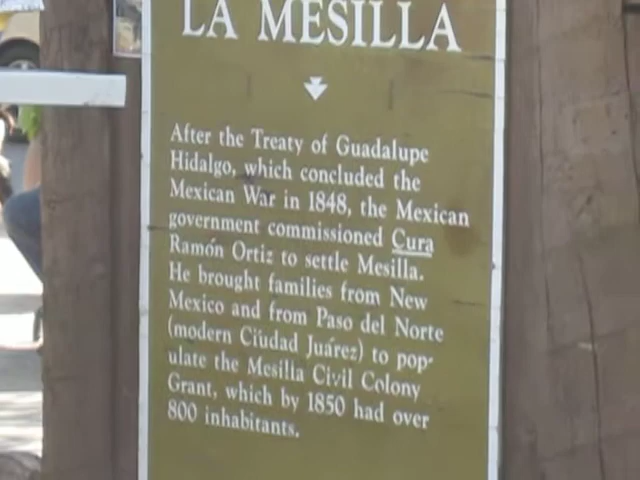 LA MESILLA
After the Treaty of Guadalupe
Hidalgo, which concluded the
Mexican War in 1848, the Mexican
government commissioned Cura
Ramón Ortiz to settle Mesilla.
He brought families from New
Mexico and from Paso del Norte
(modern Ciudad Juárez) to pop-
ulate the Mesilla Civil Colony
Grant, which by 1850 had over
800 inhabitants.